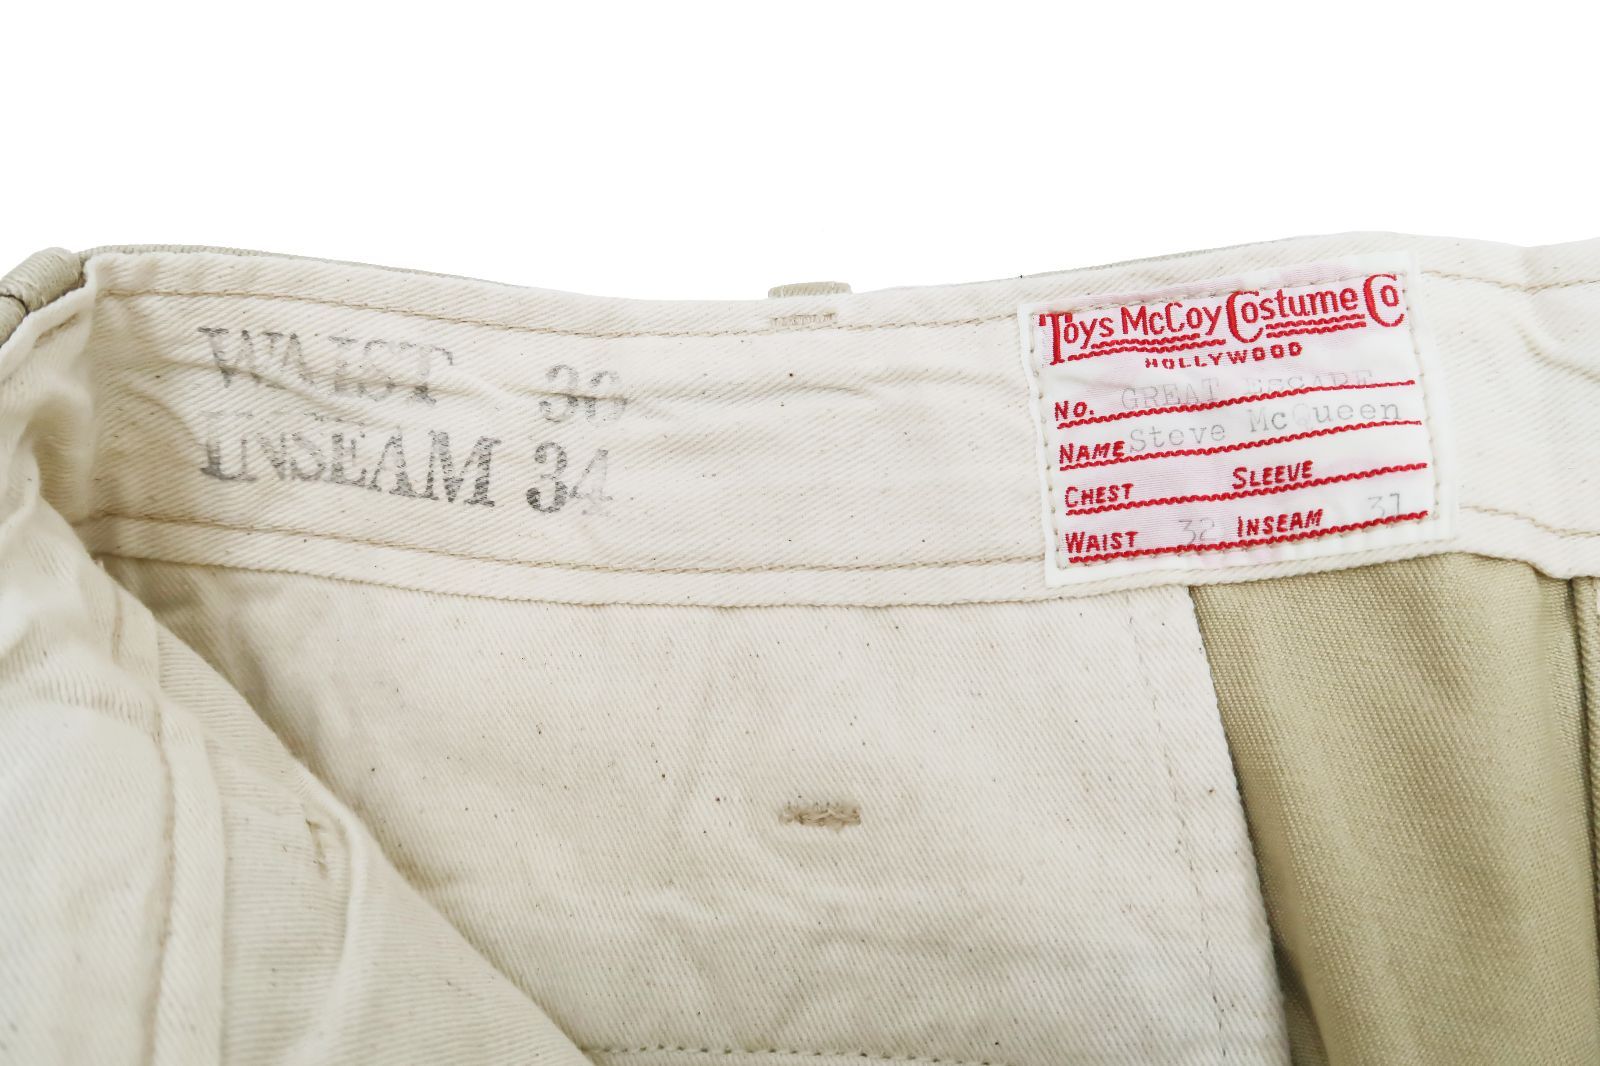 WAIST 36
INSEAM 34
Toys McCoy Costume Co
HOLLYWOOD
No. GREAT ESCAPE
NAME Steve McQueen
CHEST SLEEVE
WAIST 32 INSEAM 31